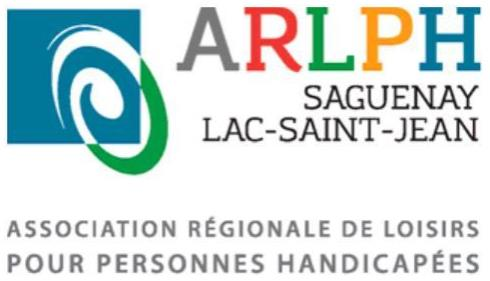 ARLPH
SAGUENAY
LAC-SAINT-JEAN
ASSOCIATION RÉGIONALE DE LOISIRS
POUR PERSONNES HANDICAPÉES